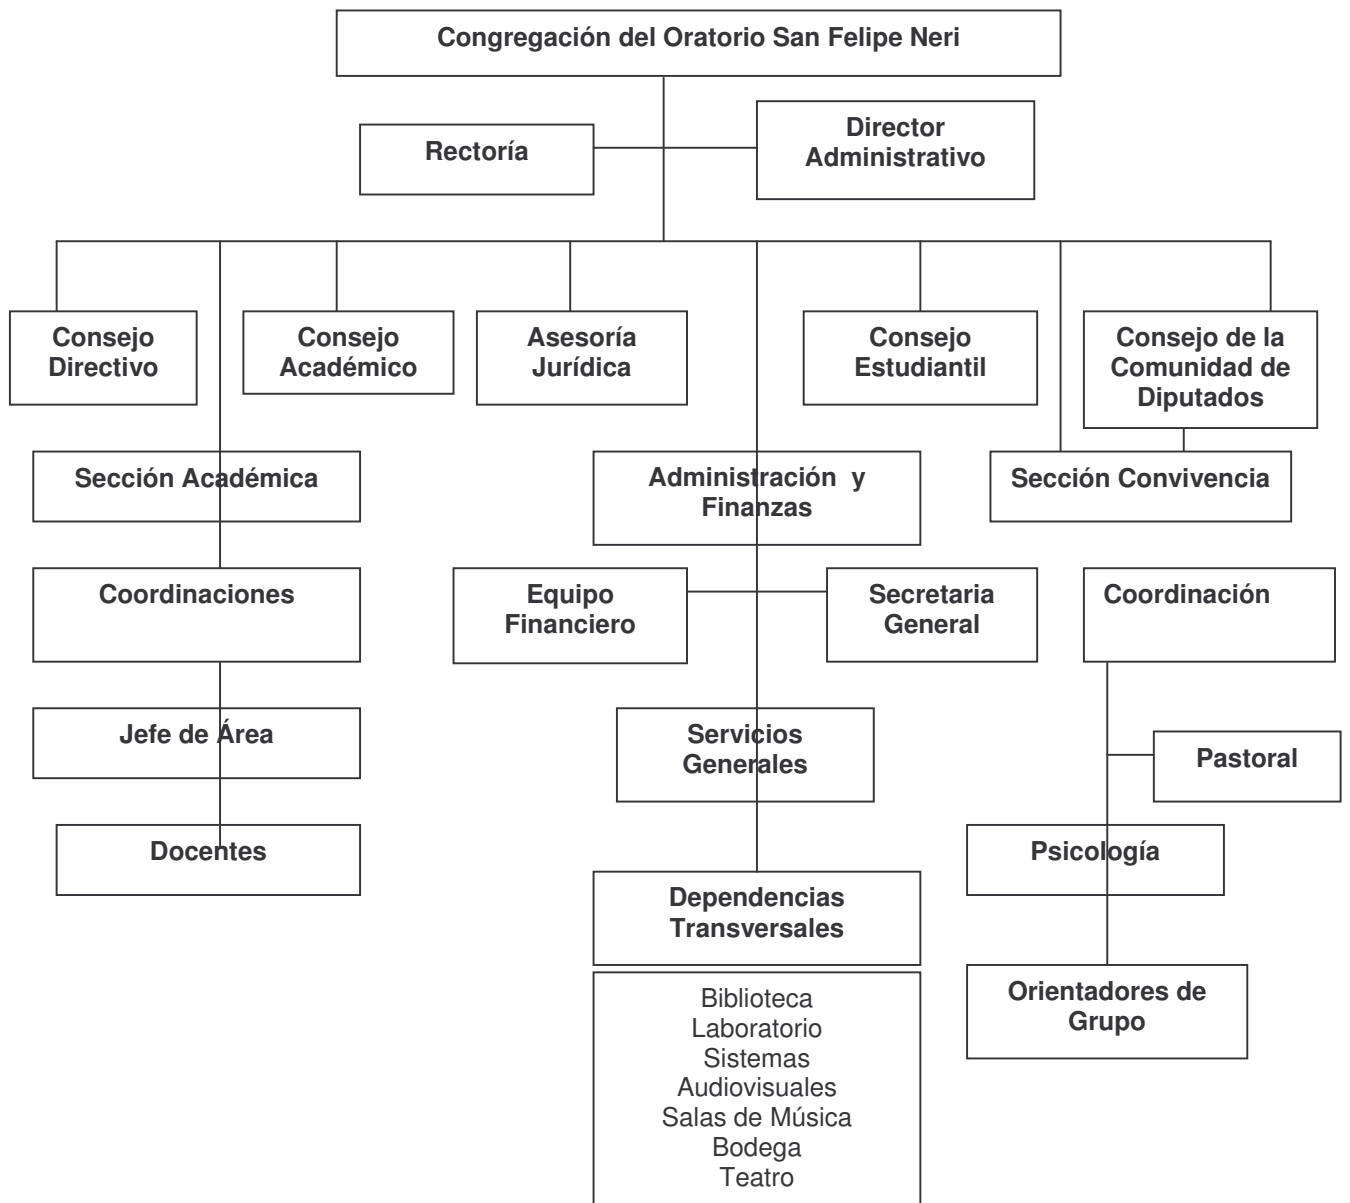 Congregación del Oratorio San Felipe Neri
Rectoría
Director
Administrativo
Consejo
Directivo
Consejo
Académico
Asesoría
Jurídica
Consejo
Estudiantil
Consejo de la
Comunidad de
Diputados
Sección Académica
Administración y
Finanzas
Sección Convivencia
Coordinaciones
Equipo
Financiero
Secretaria
General
Coordinación
Jefe de Área
Servicios
Generales
Pastoral
Docentes
Psicología
Dependencias
Transversales
Orientadores de
Grupo
Biblioteca
Laboratorio
Sistemas
Audiovisuales
Salas de Música
Bodega
Teatro